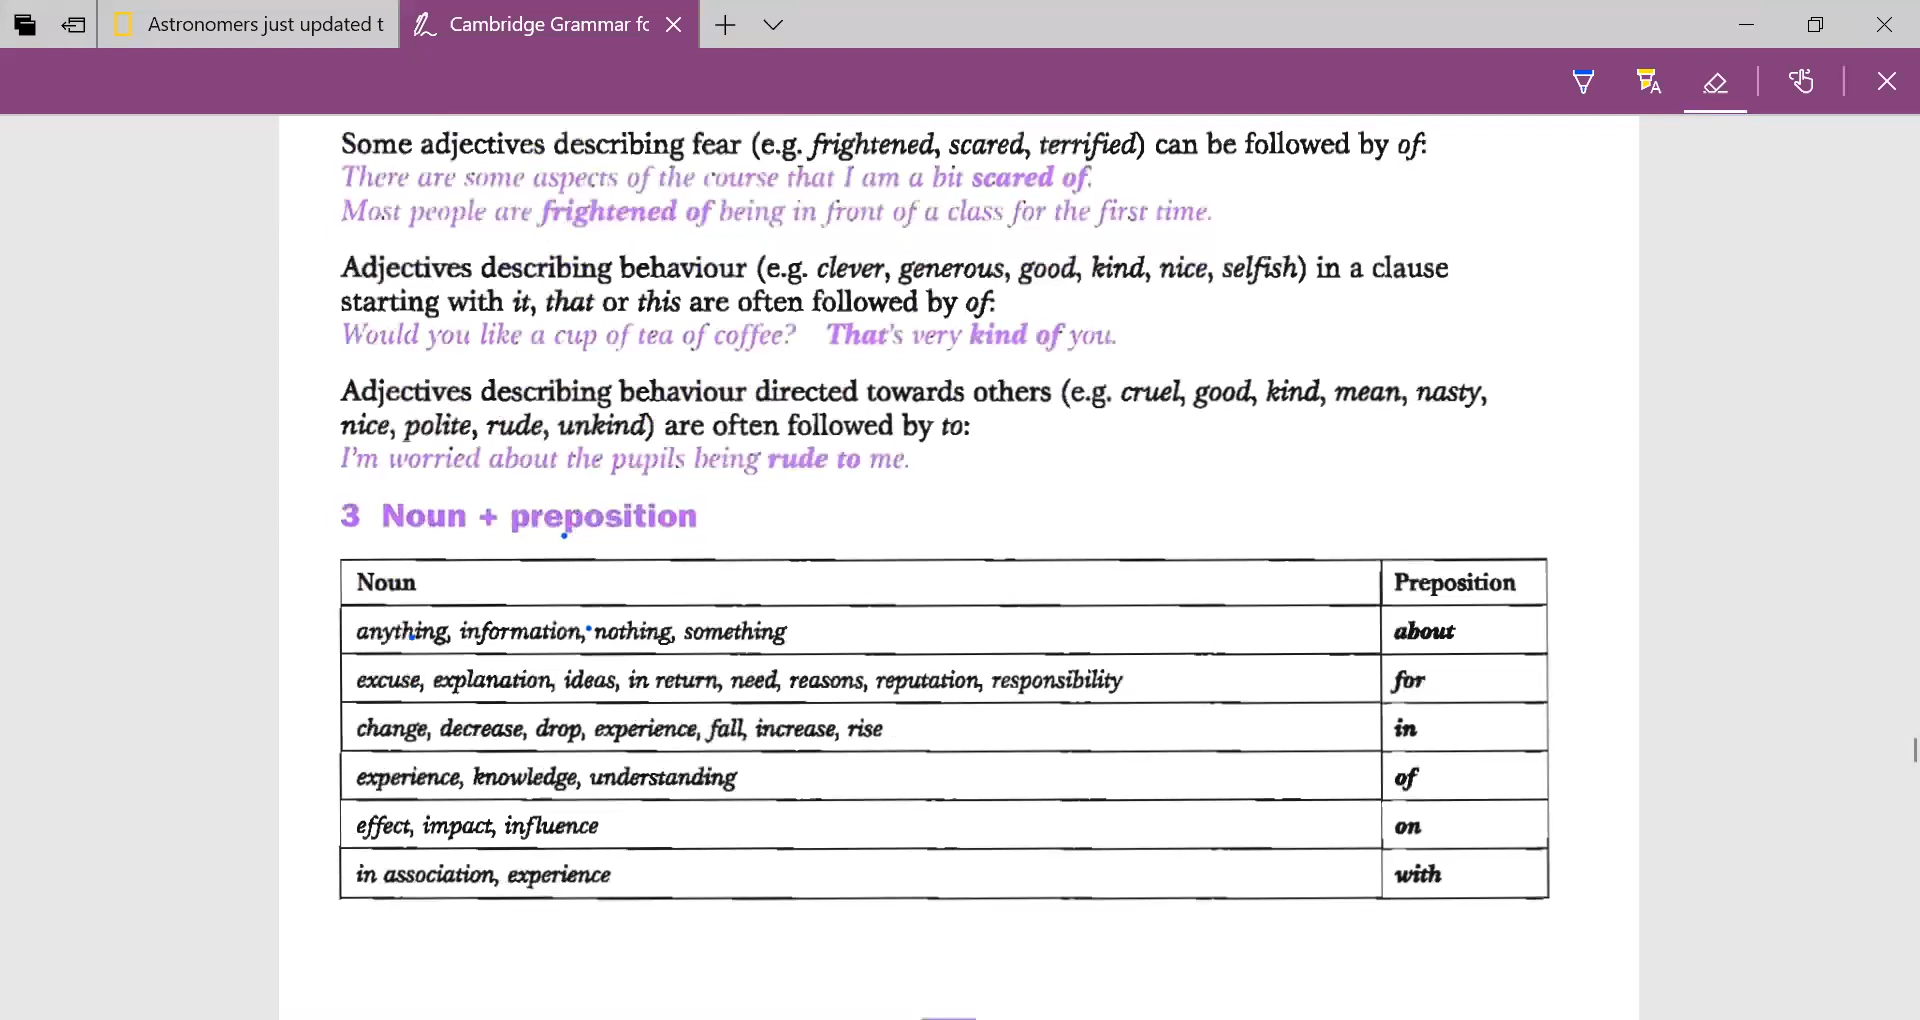 Astronomers just updated t
Cambridge Grammar fo
Some adjectives describing fear (e.g. frightened, scared, terrified) can be followed by of:
There are some aspects of the course that I am a bit scared of.
Most people are frightened of being in front of a class for the first time.
Adjectives describing behaviour (e.g. clever, generous, good, kind, nice, selfish) in a clause
starting with it, that or this are often followed by of:
Would you like a cup of tea of coffee? That's very kind of you.
Adjectives describing behaviour directed towards others (e.g. cruel, good, kind, mean, nasty,
nice, polite, rude, unkind) are often followed by to:
I'm worried about the pupils being rude to me.
3 Noun + preposition
Noun Preposition
anything, information, nothing, something about
excuse, explanation, ideas, in return, need, reasons, reputation, responsibility for
change, decrease, drop, experience, fall, increase, rise in
experience, knowledge, understanding of
effect, impact, influence on
in association, experience with